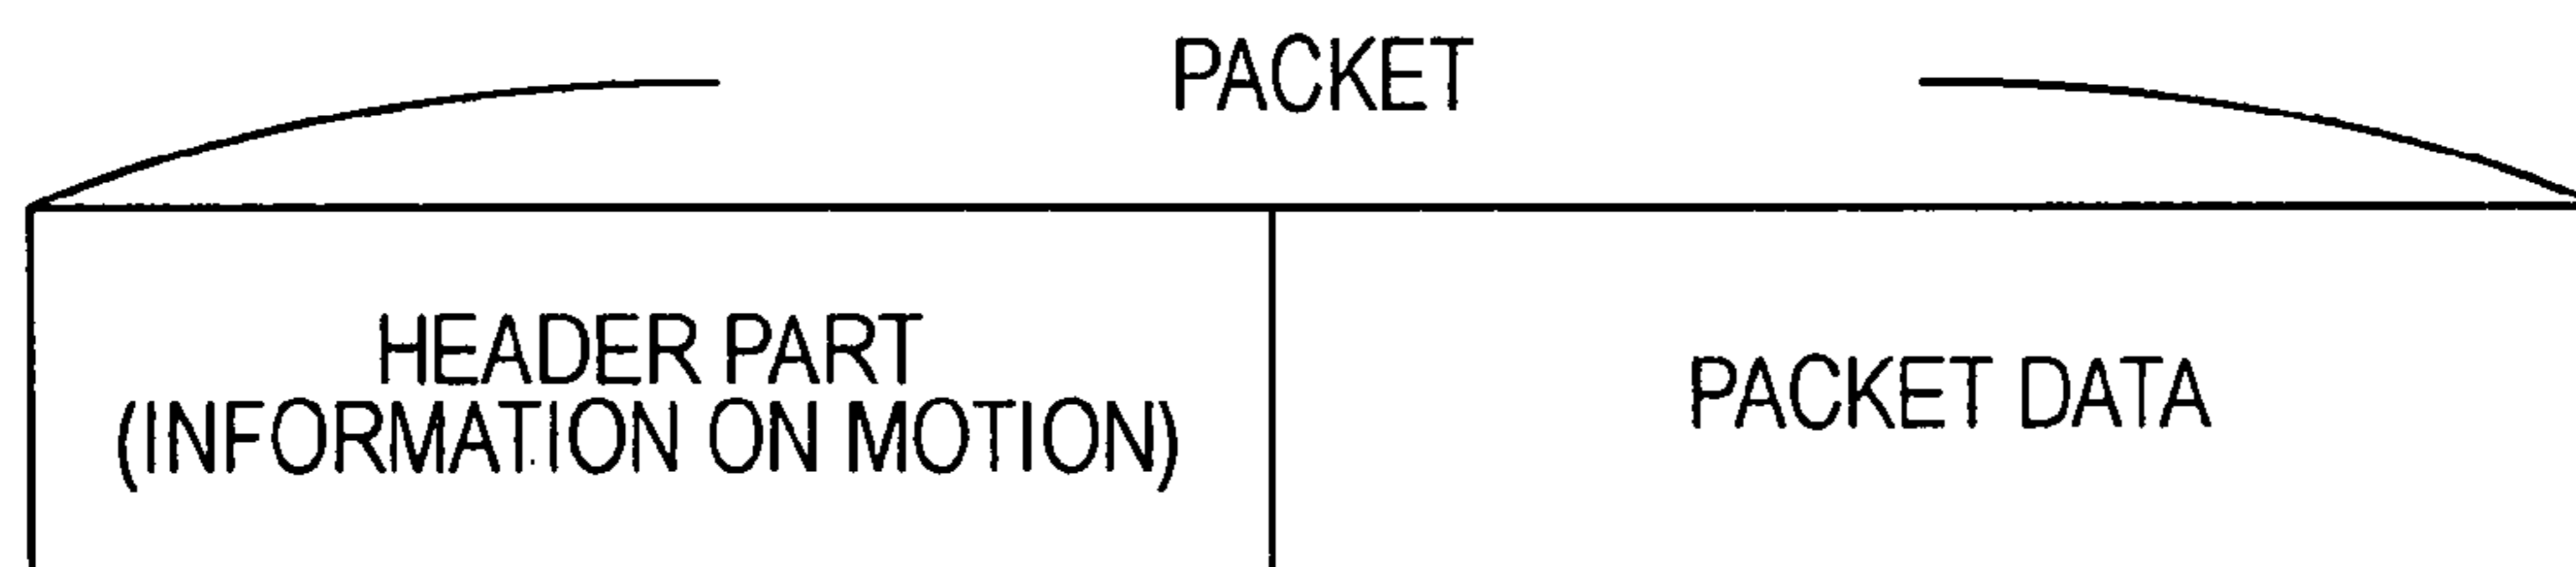 PACKET
HEADER PART
(INFORMATION ON MOTION)
PACKET DATA